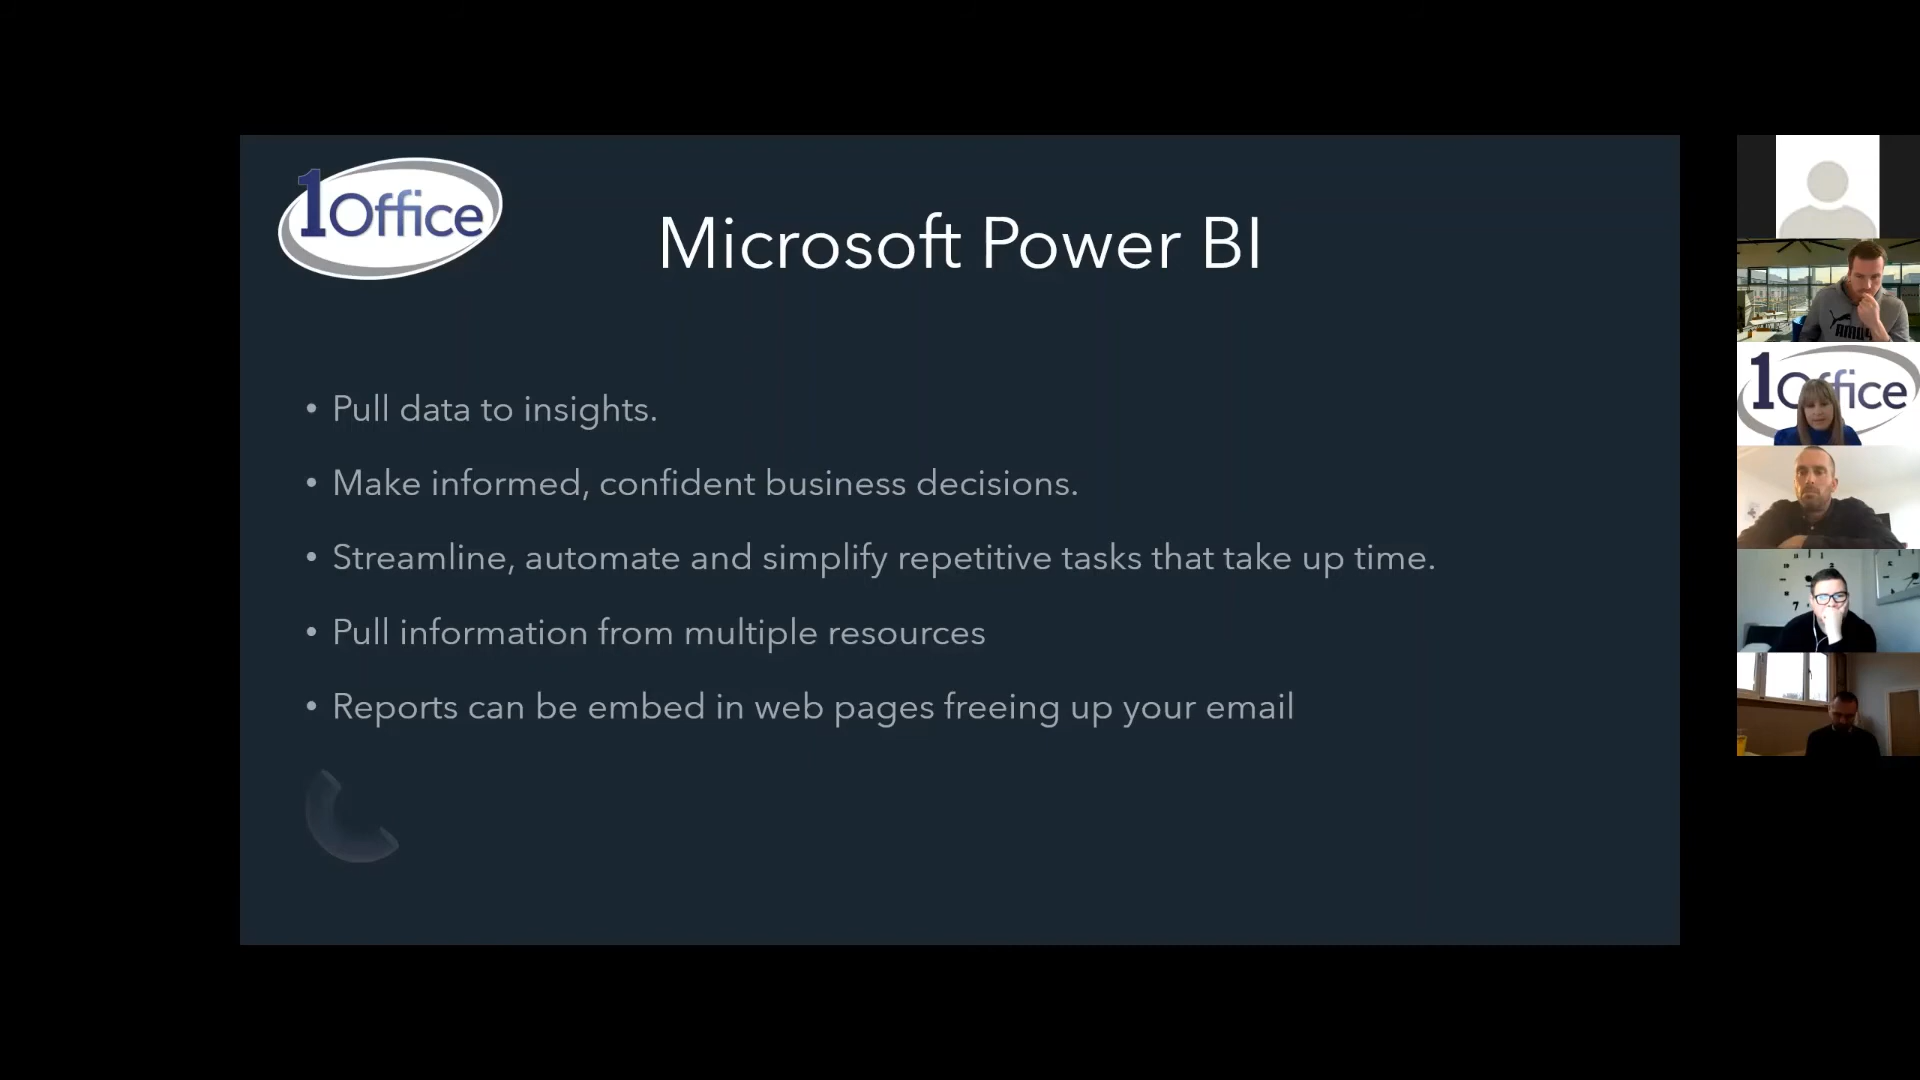 1Office
Microsoft Power BI
• Pull data to insights.
• Make informed, confident business decisions.
• Streamline, automate and simplify repetitive tasks that take up time.
• Pull information from multiple resources
• Reports can be embed in web pages freeing up your email
1Office